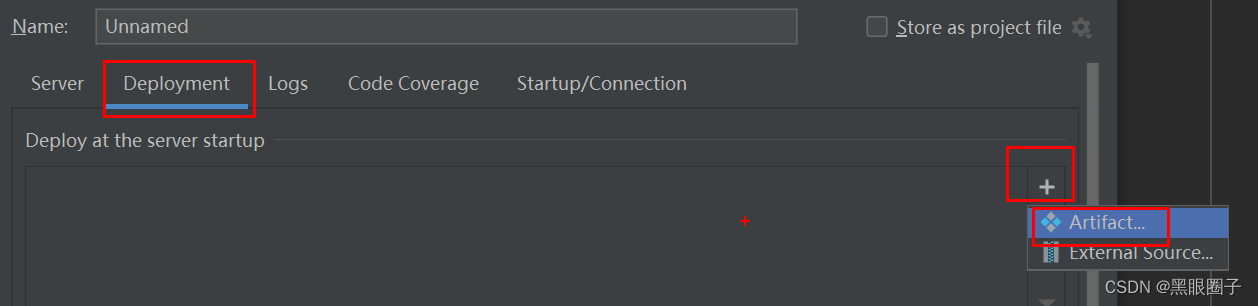 Name: Unnamed Store as project file
Server Deployment Logs Code Coverage Startup/Connection
Deploy at the server startup
Artifact...
External Source...
CSDN @黑眼圈子